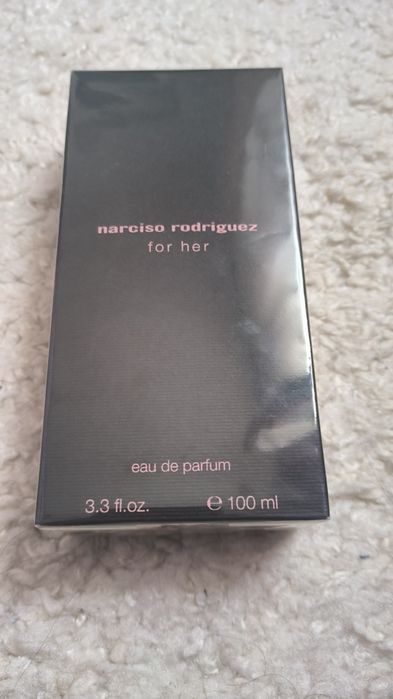 narciso rodriguez
for her
eau de parfum
3.3 fl.oz. ℮ 100 ml